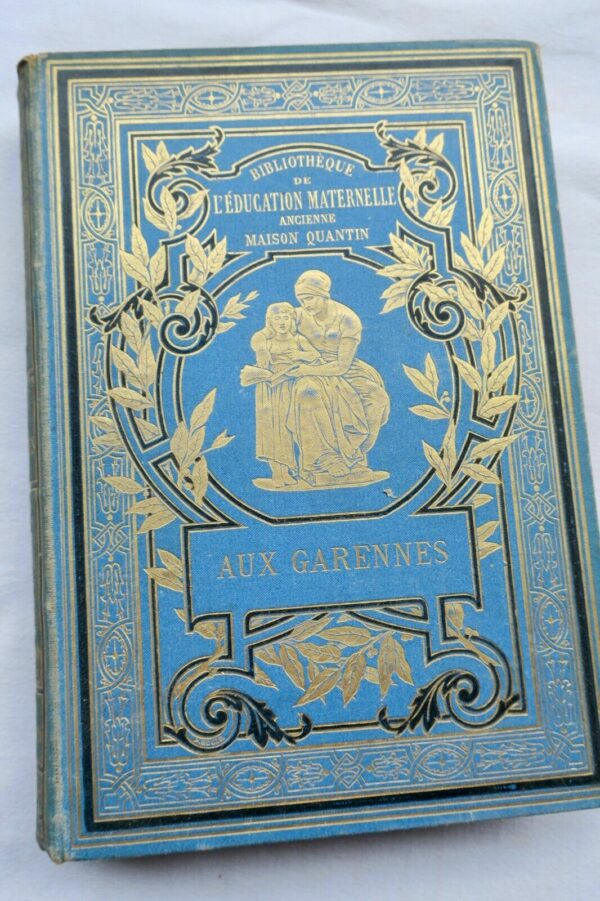 BIBLIOTHÈQUE
DE
L'ÉDUCATION MATERNELLE
ANCIENNE
MAISON QUANTIN
AUX GARENNES